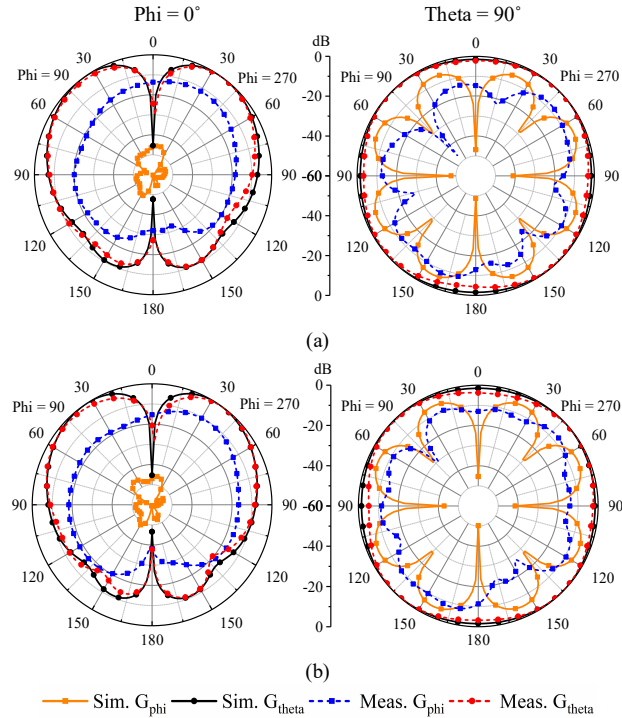 Phi = 0°
Theta = 90°
0 dB 0 0
30 30 30 30
Phi = 90 Phi = 270 -20 Phi = 90 Phi = 270
60 60 -40 60 60
90 90 -60 90 90
-40
120 120 -20 120 120
150 150 0 150 150
180 180
(a)
0 dB 0 0
30 30 30 30
Phi = 90 Phi = 270 -20 Phi = 90 Phi = 270
60 60 -40 60 60
90 90 -60 90 90
-40
120 120 -20 120 120
150 150 0 150 150
180 180
(b)
Sim. Gphi Sim. Gtheta Meas. Gphi Meas. Gtheta